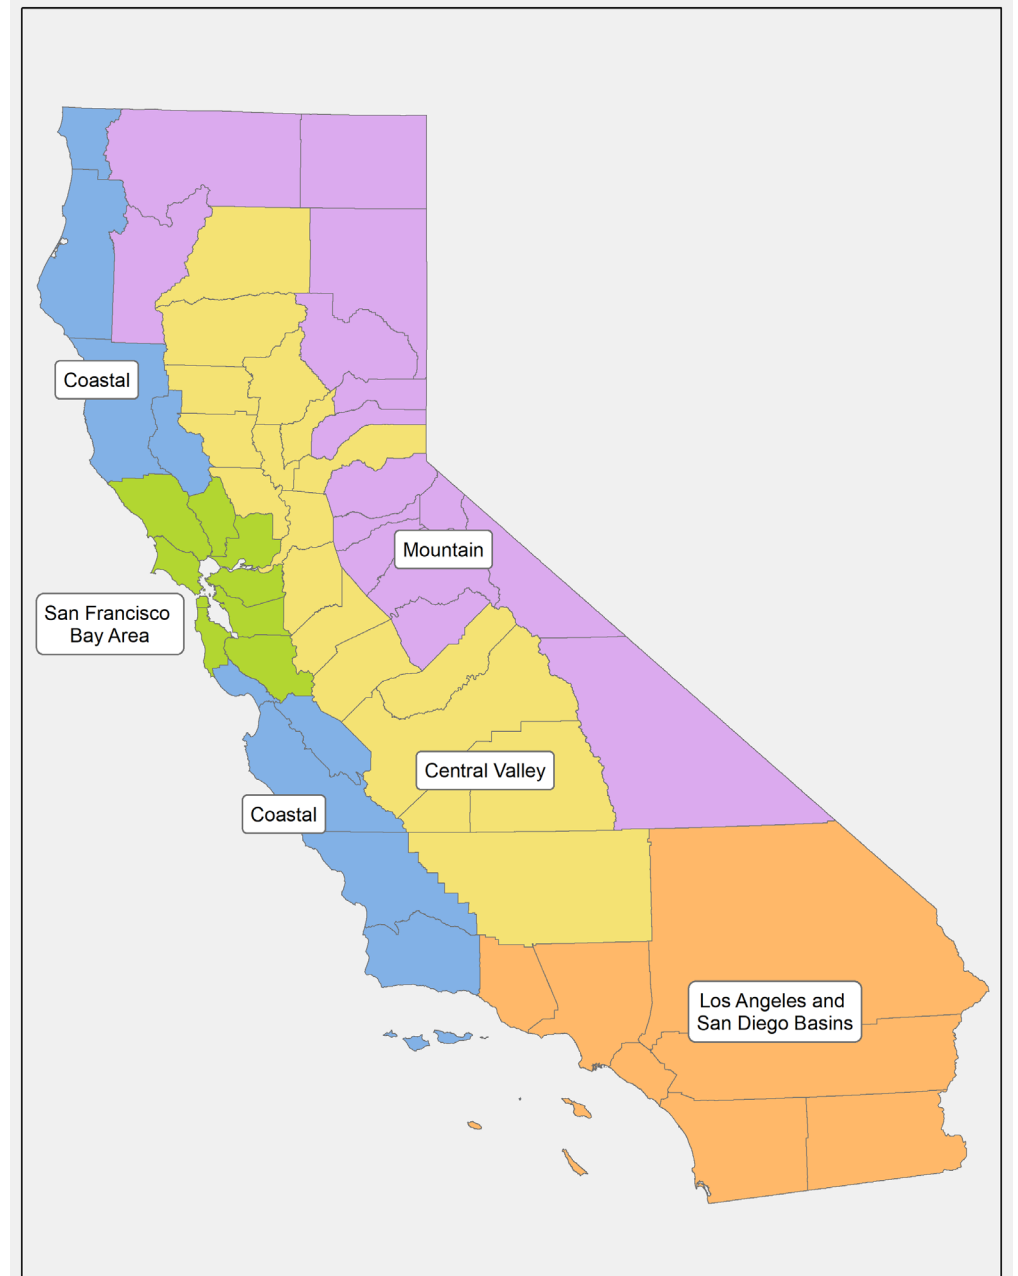 Coastal
Mountain
San Francisco
Bay Area
Central Valley
Coastal
Los Angeles and
San Diego Basins